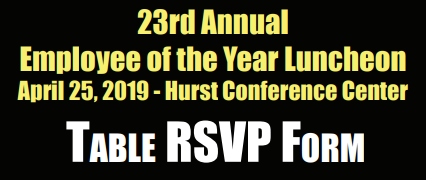 23rd Annual
Employee of the Year Luncheon
April 25, 2019 - Hurst Conference Center
Table RSVP Form